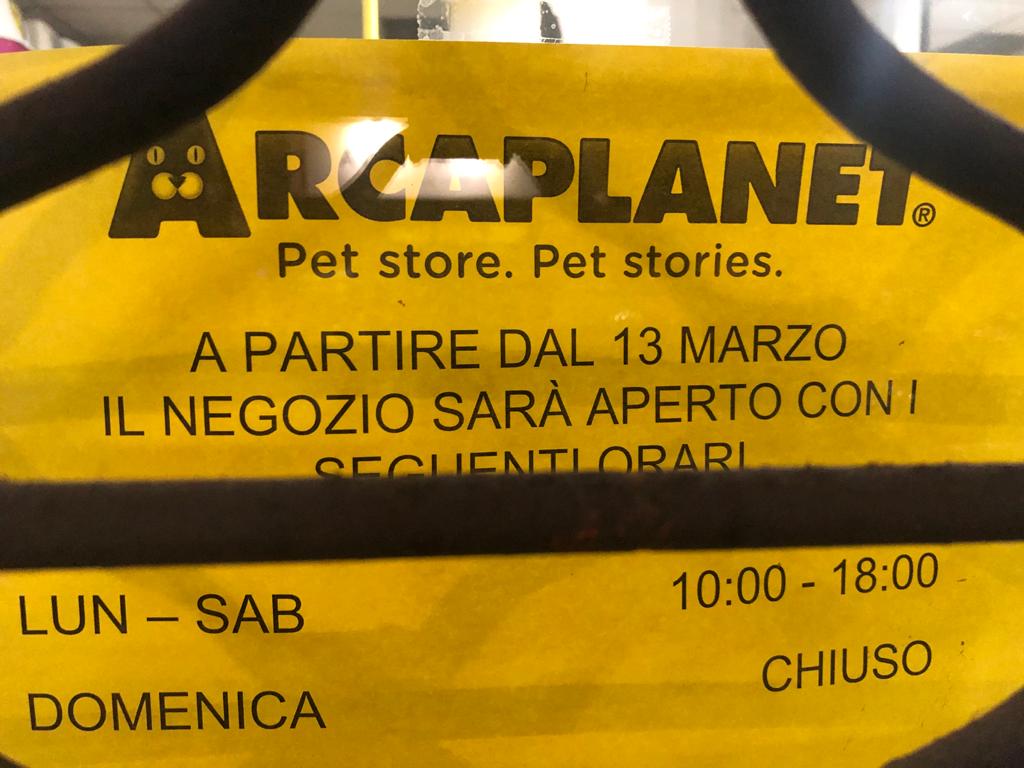 ARCAPLANET®
Pet store. Pet stories.
A PARTIRE DAL 13 MARZO
IL NEGOZIO SARÀ APERTO CON I
SEGUENTI ORARI
LUN – SAB 10:00 - 18:00
DOMENICA CHIUSO